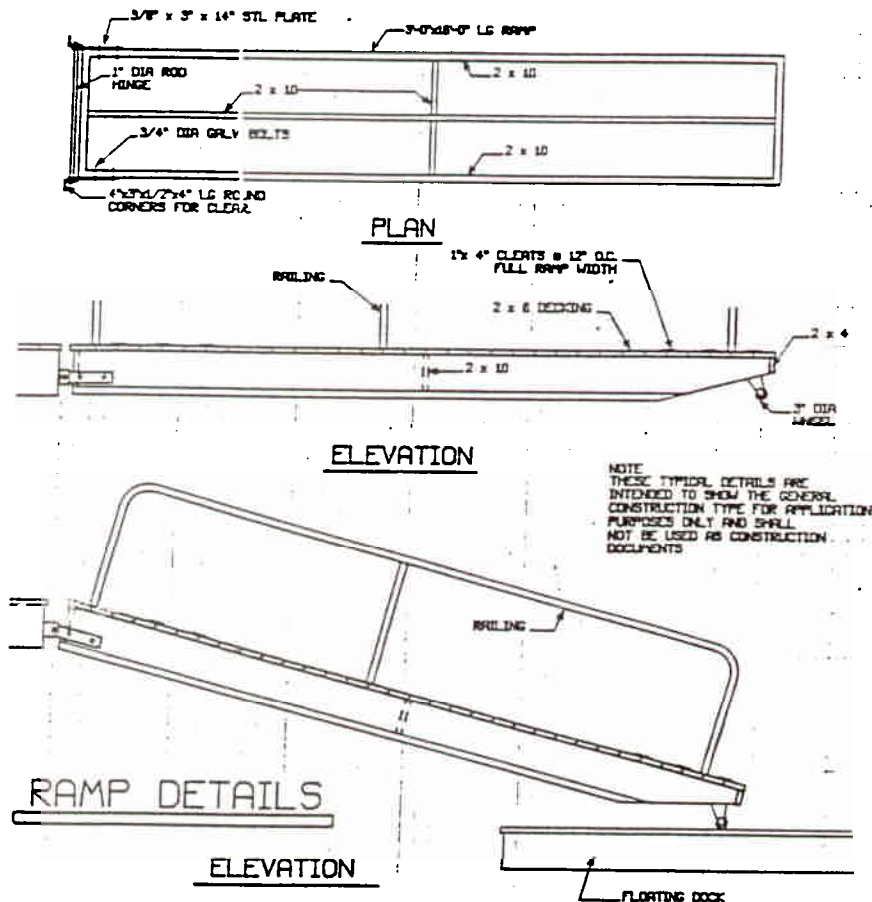 3/8" x 3" x 14" STL PLATE
3'-0"x16'-0" LG RAMP
1" DIA ROD
HINGE
2 x 10
2 x 10
3/4" DIA GALV BOLTS
2 x 10
4"x3"x1/2"x4" LG ROUND
CORNERS FOR CLEAR
PLAN
1"x 4" CLEATS @ 12" O.C.
FULL RAMP WIDTH
RAILING
2 x 6 DECKING
2 x 4
2 x 10
3" DIA
WHEEL
ELEVATION
NOTE
THESE TYPICAL DETAILS ARE
INTENDED TO SHOW THE GENERAL
CONSTRUCTION TYPE FOR APPLICATION
PURPOSES ONLY AND SHALL
NOT BE USED AS CONSTRUCTION
DOCUMENTS
RAILING
RAMP DETAILS
ELEVATION
FLOATING DOCK